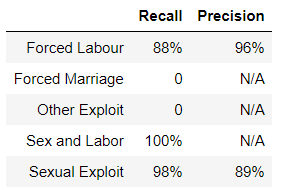 Recall Precision
Forced Labour 88% 96%
Forced Marriage 0 N/A
Other Exploit 0 N/A
Sex and Labor 100% N/A
Sexual Exploit 98% 89%